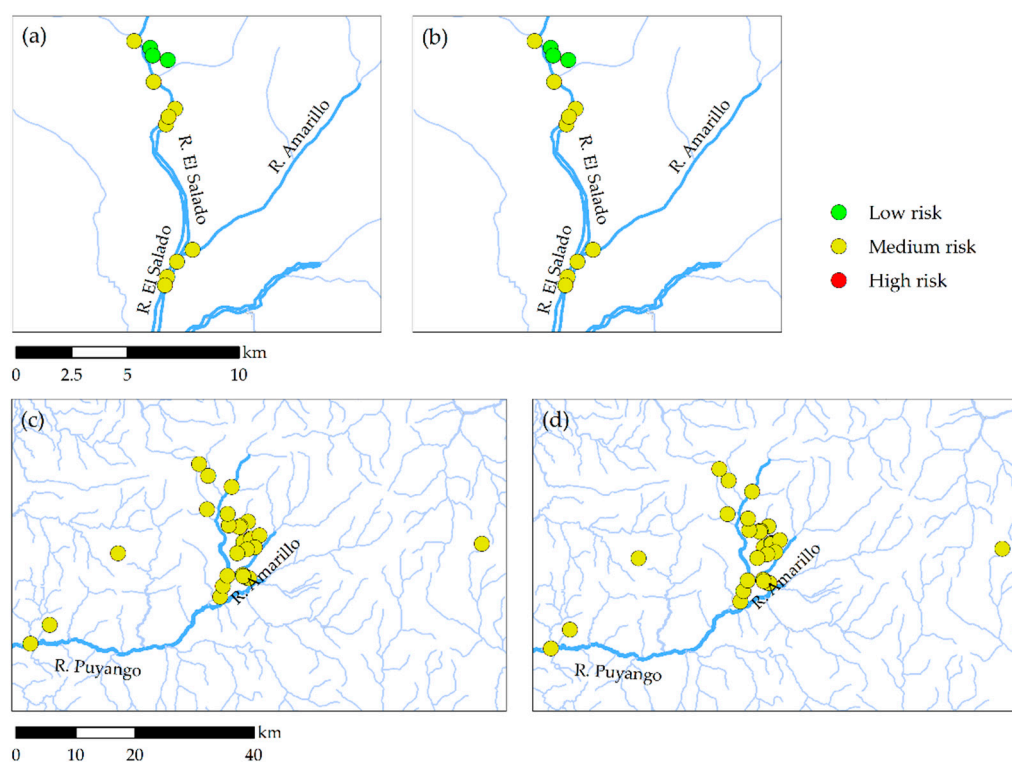 (a)
R. El Salado
R. Amarillo
R. El Salado
(b)
R. El Salado
R. Amarillo
R. El Salado
Low risk
Medium risk
High risk
km
0 2.5 5 10
(c)
R. Amarillo
R. Puyango
(d)
R. Amarillo
R. Puyango
km
0 10 20 40